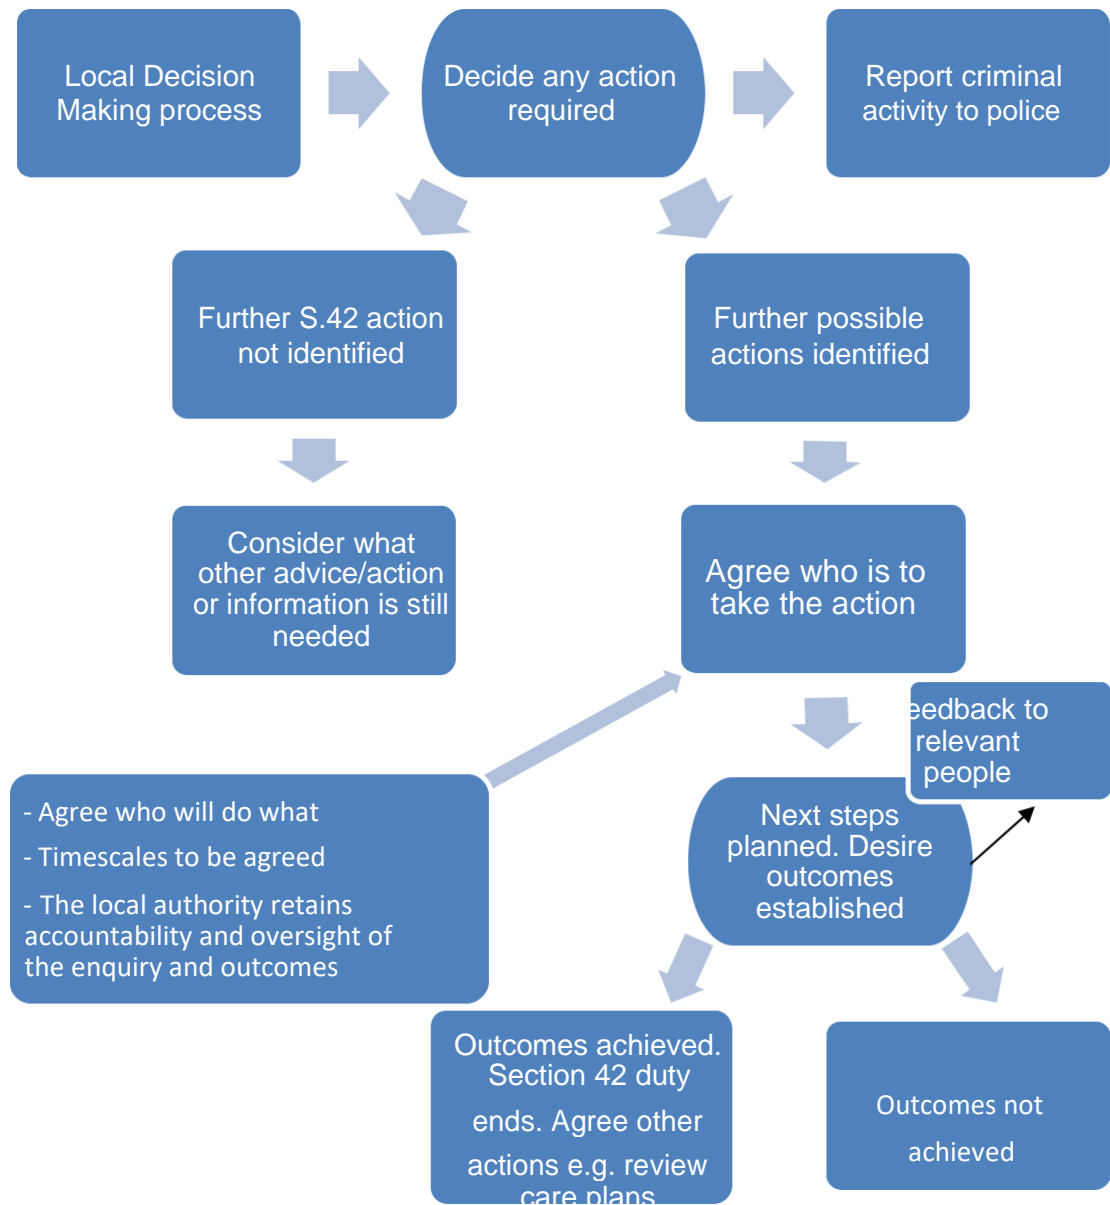 Local Decision
Making process
Decide any action
required
Report criminal
activity to police
Further S.42 action
not identified
Further possible
actions identified
Consider what
other advice/action
or information is still
needed
Agree who is to
take the action
eedback to
relevant
people
- Agree who will do what
- Timescales to be agreed
- The local authority retains
accountability and oversight of
the enquiry and outcomes
Next steps
planned. Desire
outcomes
established
Outcomes achieved.
Section 42 duty
ends. Agree other
actions e.g. review
care plans
Outcomes not
achieved